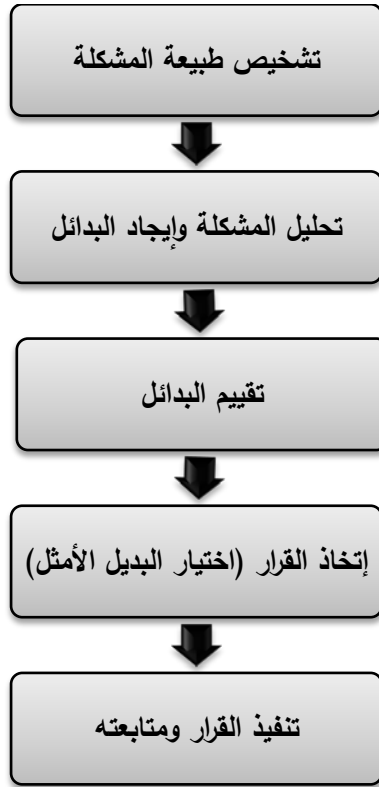 تشخيص طبيعة المشكلة
تحليل المشكلة وإيجاد البدائل
تقييم البدائل
إتخاذ القرار (اختيار البديل الأمثل)
تنفيذ القرار ومتابعته